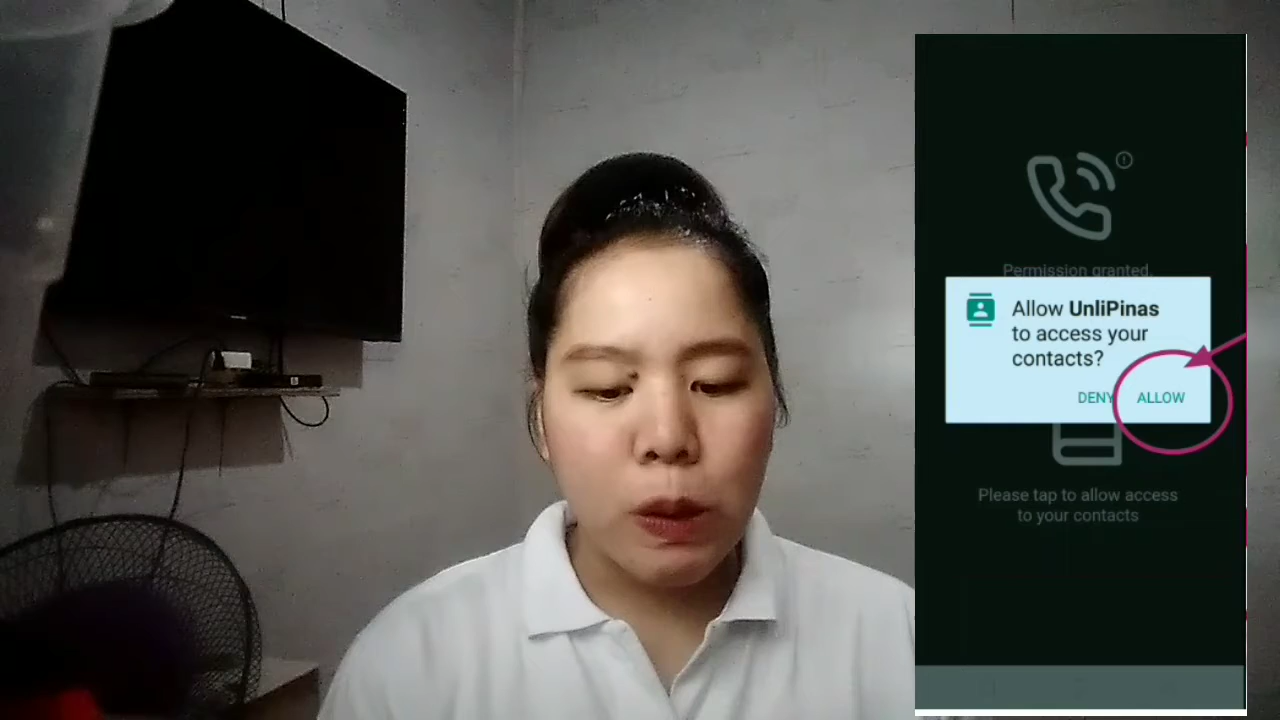 Permission granted.
Allow UnliPinas
to access your
contacts?
DENY
ALLOW
Please tap to allow access
to your contacts